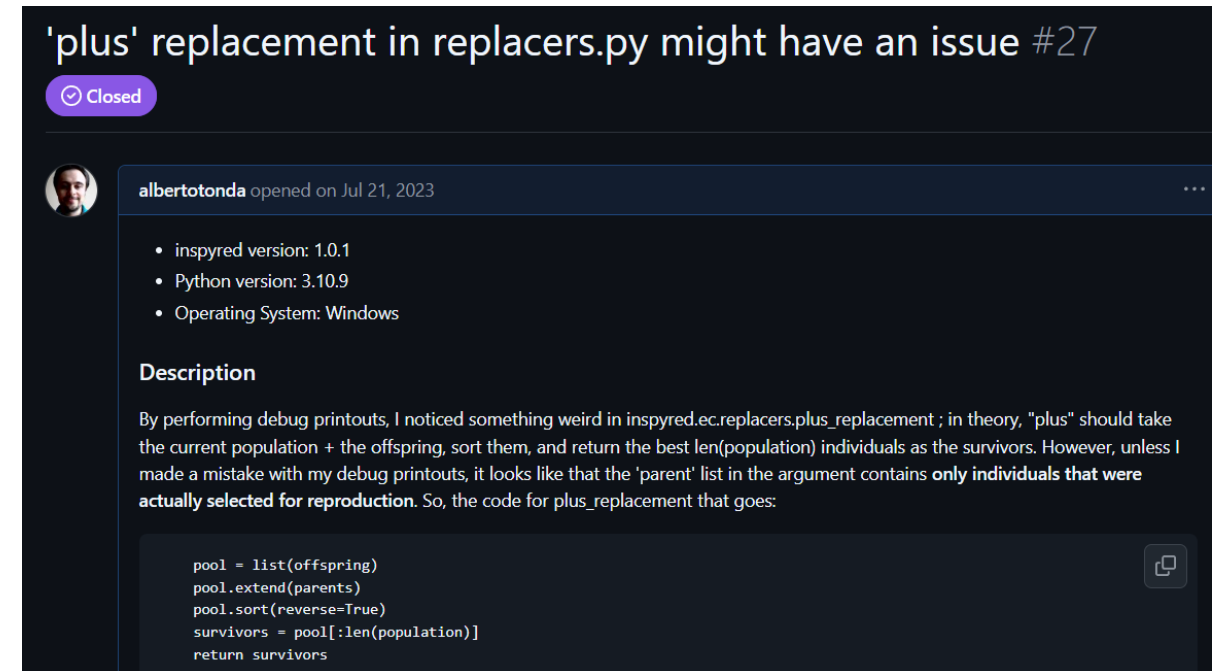 'plus' replacement in replacers.py might have an issue #27
Closed
albertotonda opened on Jul 21, 2023
• inspyred version: 1.0.1
• Python version: 3.10.9
• Operating System: Windows
Description
By performing debug printouts, I noticed something weird in inspyred.ec.replacers.plus_replacement ; in theory, "plus" should take
the current population + the offspring, sort them, and return the best len(population) individuals as the survivors. However, unless I
made a mistake with my debug printouts, it looks like that the 'parent' list in the argument contains only individuals that were
actually selected for reproduction. So, the code for plus_replacement that goes:
pool = list(offspring)
pool.extend(parents)
pool.sort(reverse=True)
survivors = pool[:len(population)]
return survivors